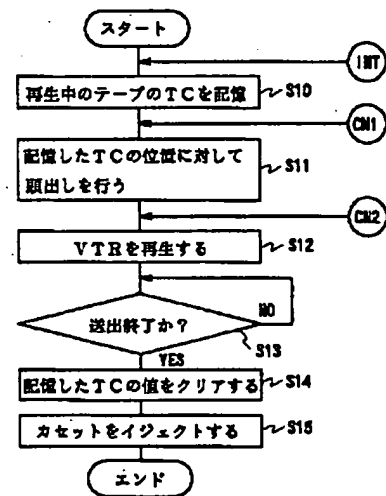 スタート
INT
再生中のテープのTCを記憶
S10
CN1
記憶したTCの位置に対して
頭出しを行う
S11
CN2
VTRを再生する
S12
送出終了か?
NO
S13
YES
記憶したTCの値をクリアする
S14
カセットをイジェクトする
S15
エンド